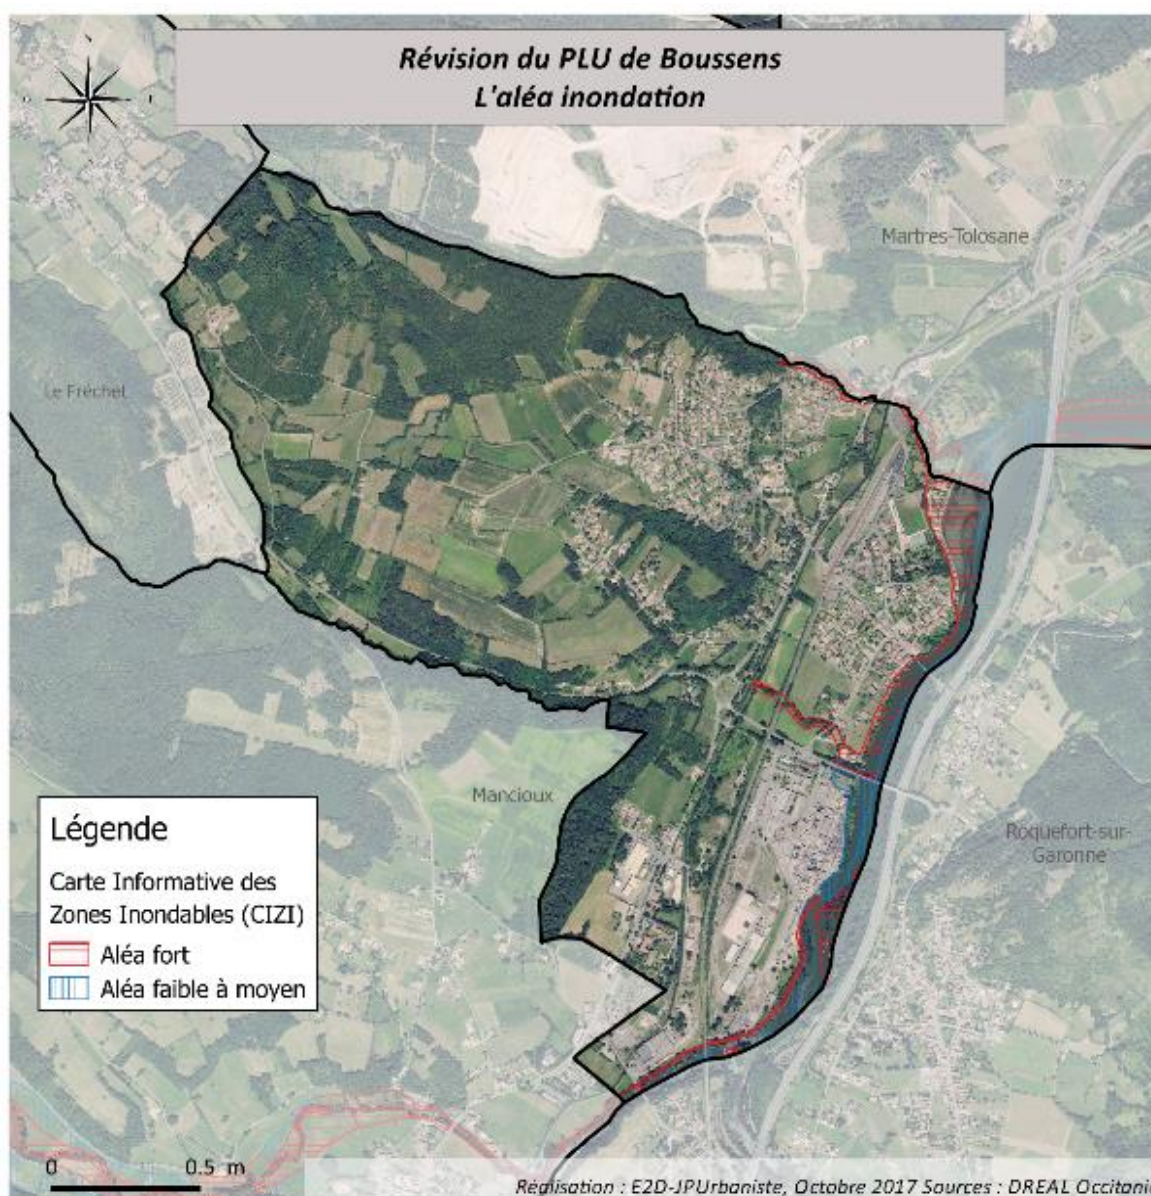 Révision du PLU de Boussens
L'aléa inondation
Martres-Tolosane
Le Fréchet
Mancioux
Roquefort-sur-
Garonne
Légende
Carte Informative des
Zones Inondables (CIZI)
Aléa fort
Aléa faible à moyen
0 0.5 m
Réalisation : E2D-JPUrbaniste, Octobre 2017 Sources : DREAL Occitanie